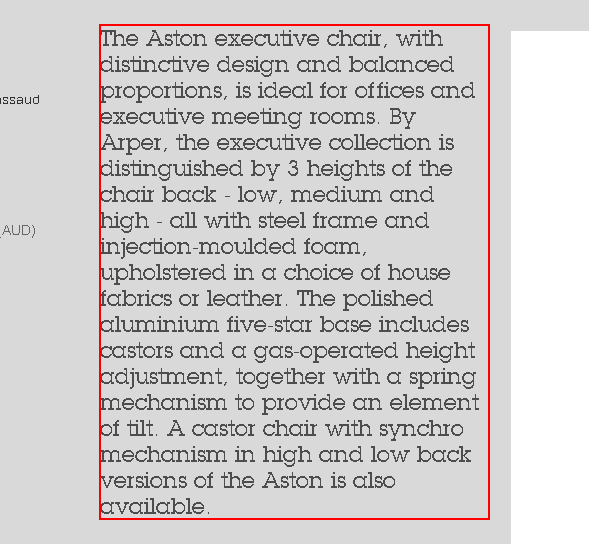 The Aston executive chair, with
distinctive design and balanced
proportions, is ideal for offices and
executive meeting rooms. By
Arper, the executive collection is
distinguished by 3 heights of the
chair back - low, medium and
high - all with steel frame and
injection-moulded foam,
upholstered in a choice of house
fabrics or leather. The polished
aluminium five-star base includes
castors and a gas-operated height
adjustment, together with a spring
mechanism to provide an element
of tilt. A castor chair with synchro
mechanism in high and low back
versions of the Aston is also
available.
ssaud
(AUD)